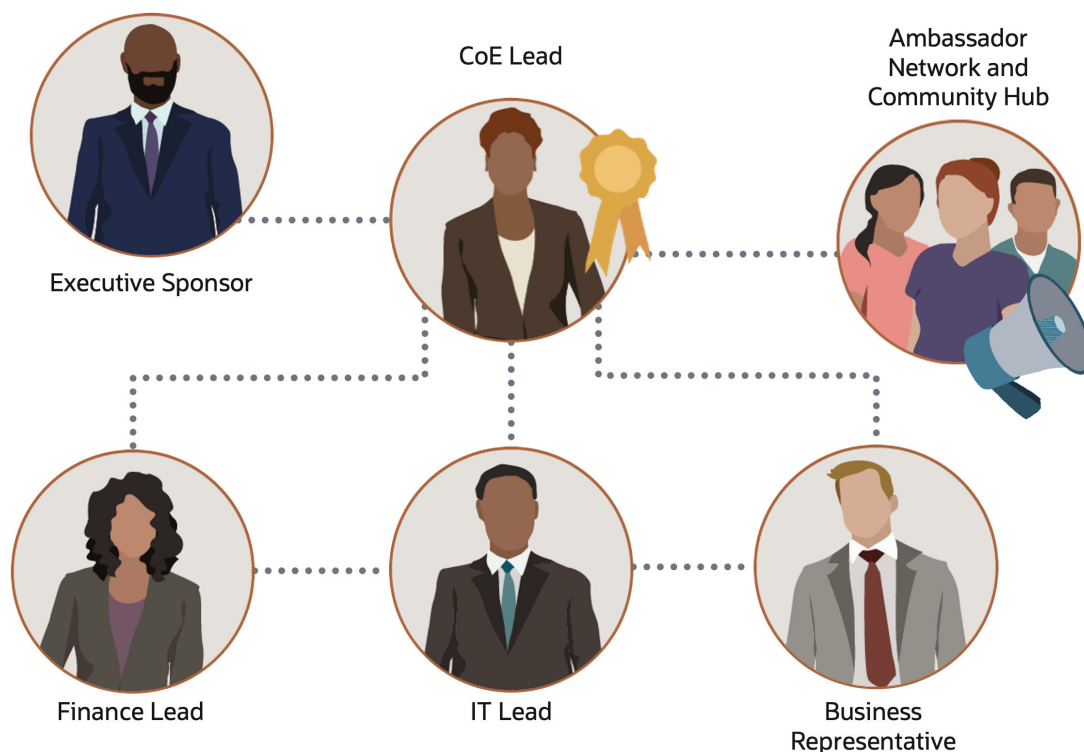 CoE Lead
Ambassador
Network and
Community Hub
Executive Sponsor
Finance Lead
IT Lead
Business
Representative